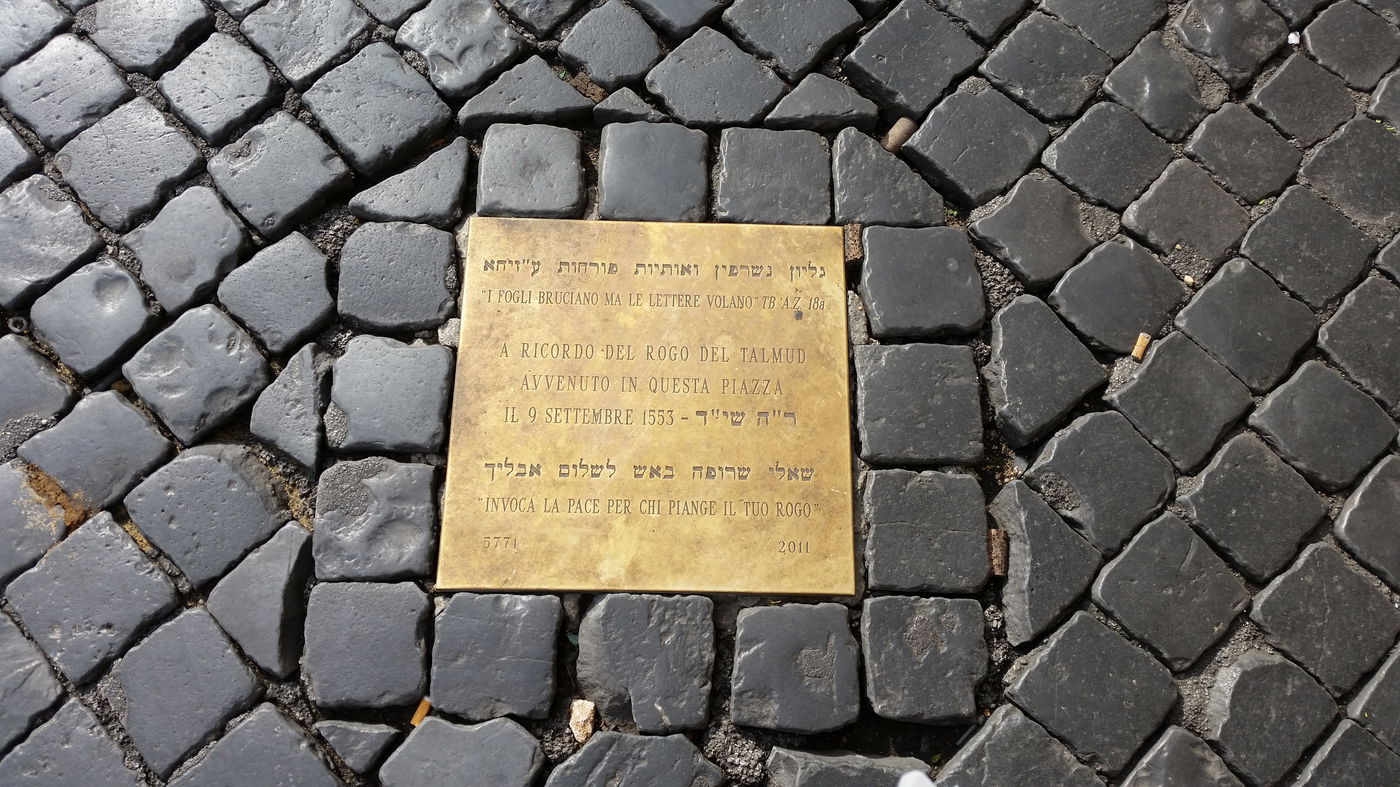 גליון נשרפין ואותיות פורחות ע״זיחא
"I FOGLI BRUCIANO MA LE LETTERE VOLANO" TB 'A.Z. 18a
A RICORDO DEL ROGO DEL TALMUD
AVVENUTO IN QUESTA PIAZZA
IL 9 SETTEMBRE 1553 – ר״ה שי״ד
שאלי שרופה באש לשלום אבליך
"INVOCA LA PACE PER CHI PIANGE IL TUO ROGO"
5771 2011